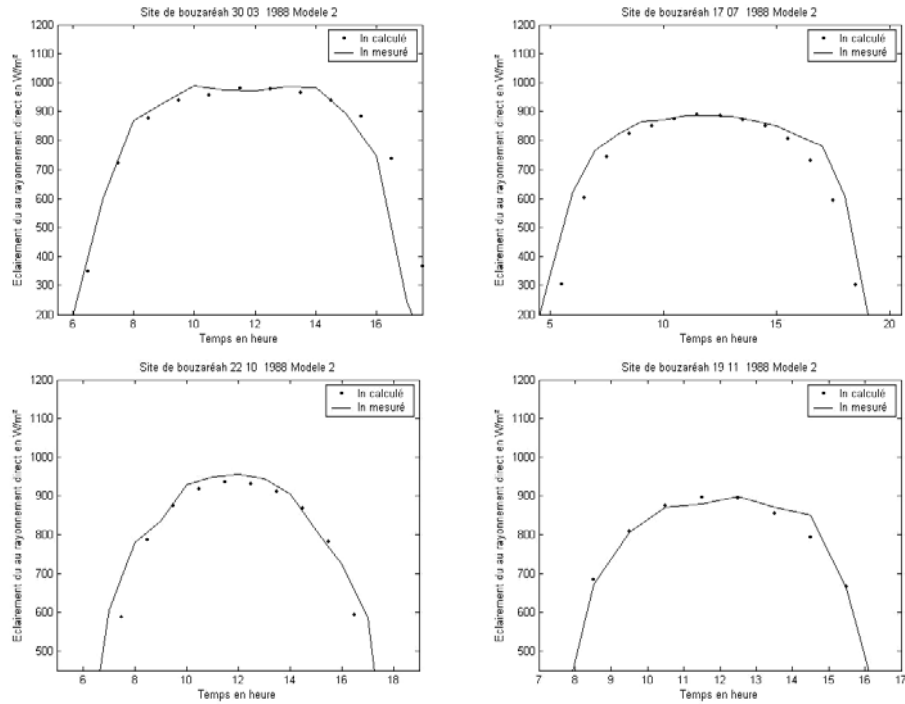 Site de bouzaréah 30 03 1988 Modele 2
In calculé
In mesuré
Eclairement du au rayonnement direct en W/m²
1200
1100
1000
900
800
700
600
500
400
300
200
6 8 10 12 14 16
Temps en heure
Site de bouzaréah 17 07 1988 Modele 2
In calculé
In mesuré
Eclairement du au rayonnement direct en W/m²
1200
1100
1000
900
800
700
600
500
400
300
200
5 10 15 20
Temps en heure
Site de bouzaréah 22 10 1988 Modele 2
In calculé
In mesuré
Eclairement du au rayonnement direct en W/m²
1200
1100
1000
900
800
700
600
500
6 8 10 12 14 16 18
Temps en heure
Site de bouzaréah 19 11 1988 Modele 2
In calculé
In mesuré
Eclairement du au rayonnement direct en W/m²
1200
1100
1000
900
800
700
600
500
7 8 9 10 11 12 13 14 15 16 17
Temps en heure